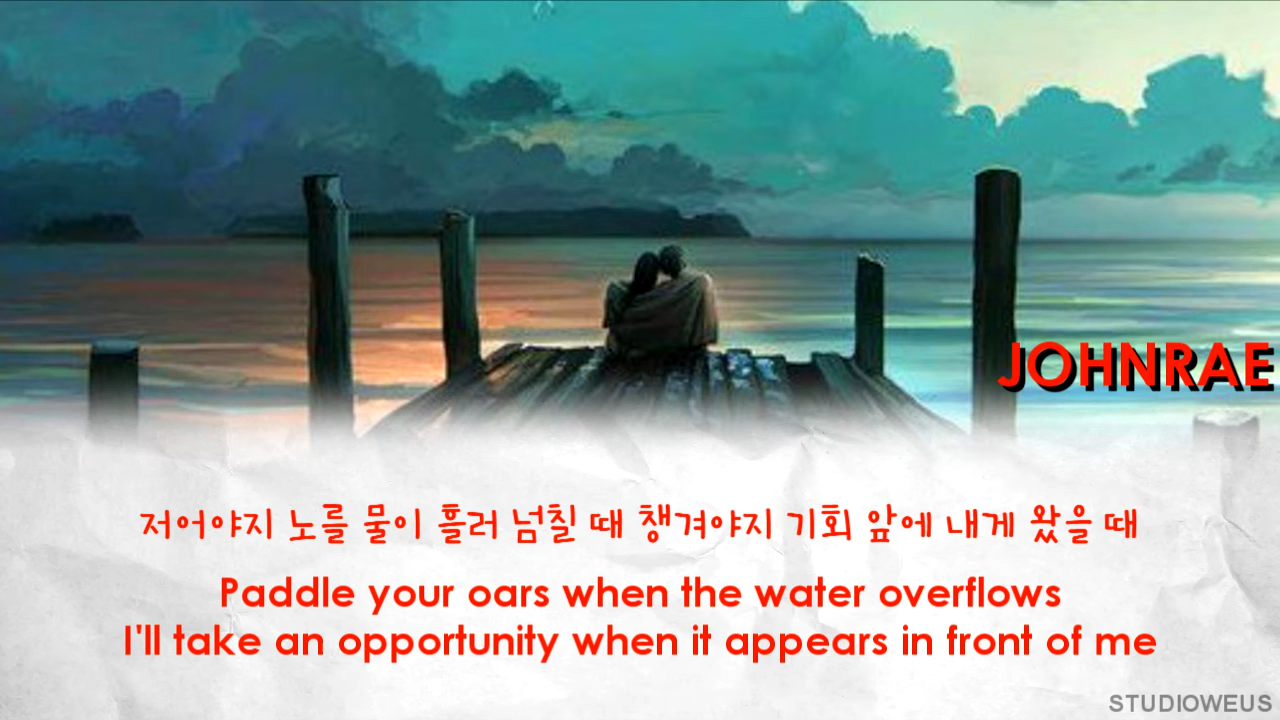 JOHNRAE
저어야지 노를 물이 흘러 넘칠 때 챙겨야지 기회 앞에 내게 왔을 때
Paddle your oars when the water overflows
I'll take an opportunity when it appears in front of me
STUDIOWEUS